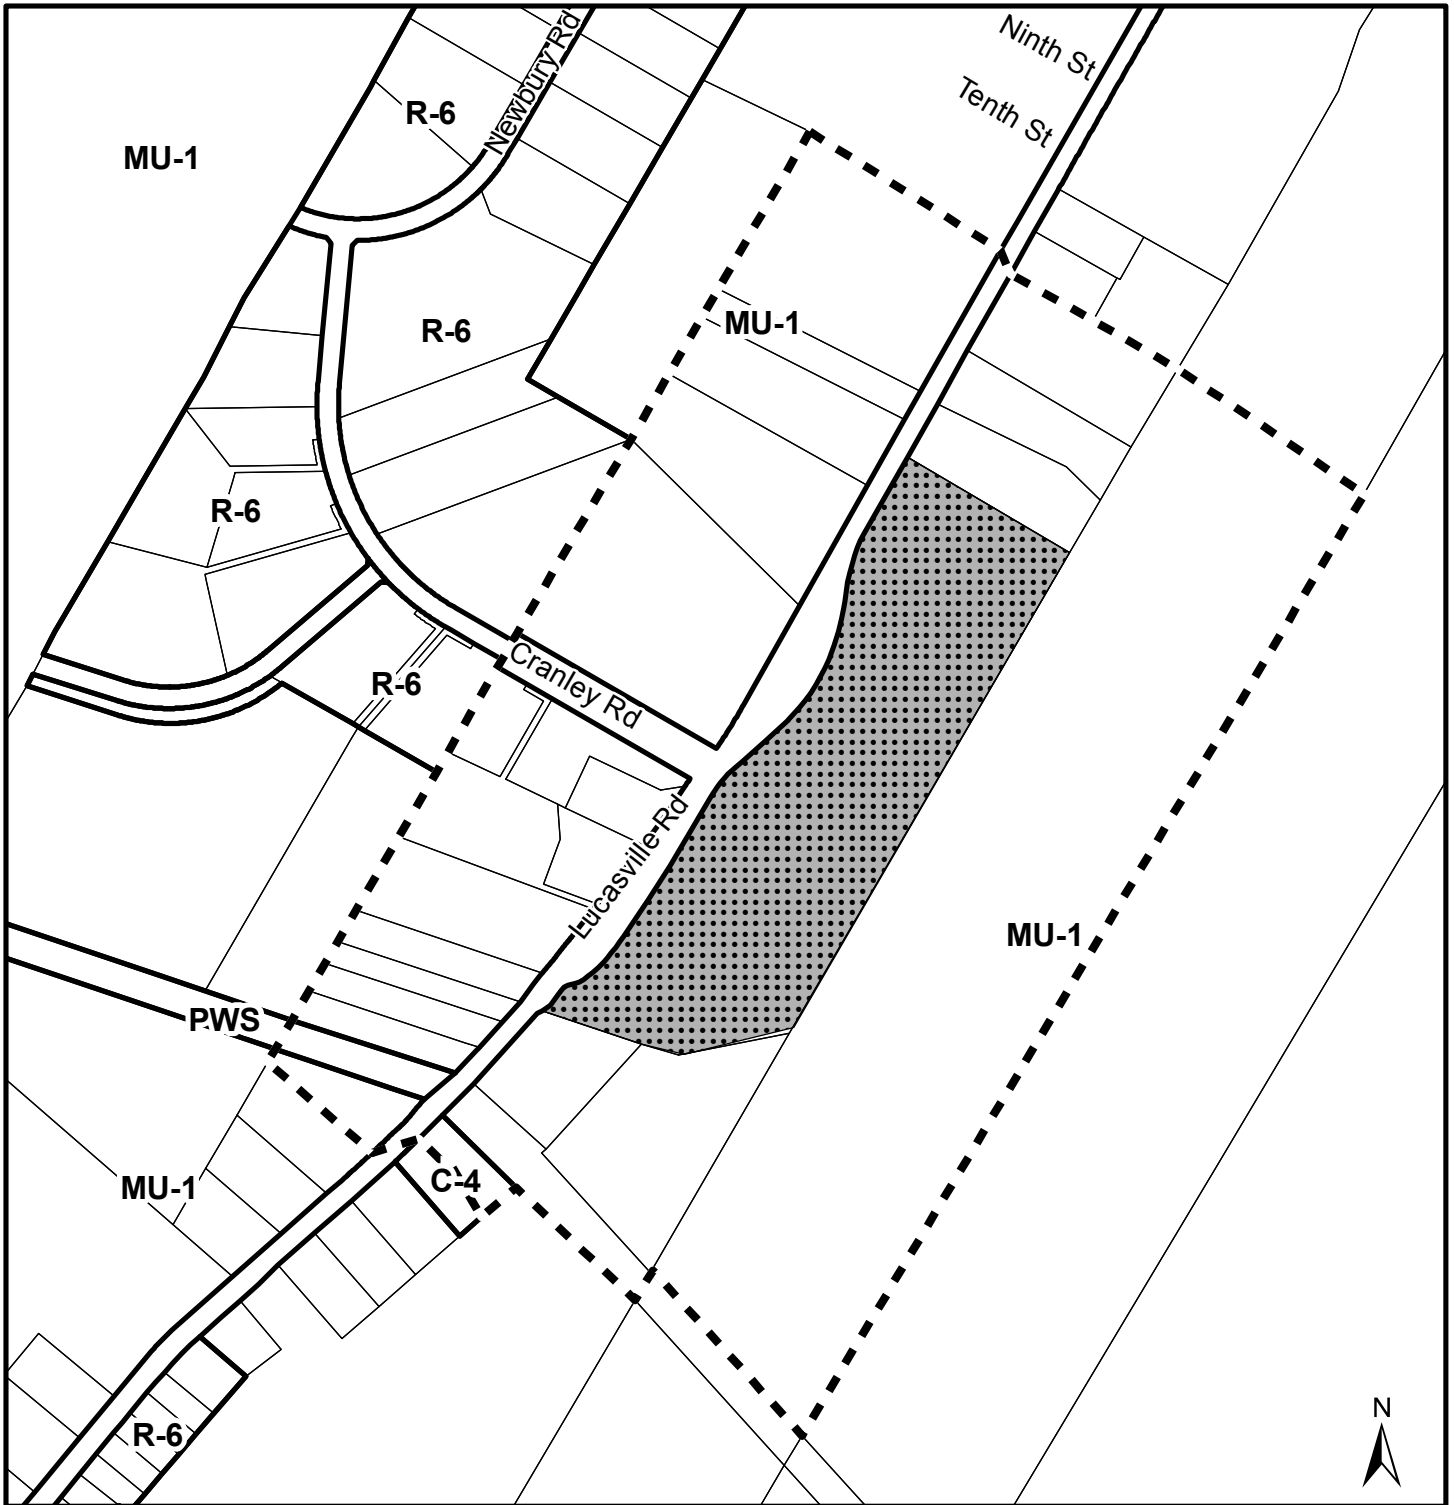 Ninth St
Newbury Rd
R-6
Tenth St
MU-1
MU-1
R-6
R-6
Cranley Rd
R-6
Lucasville Rd
MU-1
PWS
C-4
MU-1
N
R-6